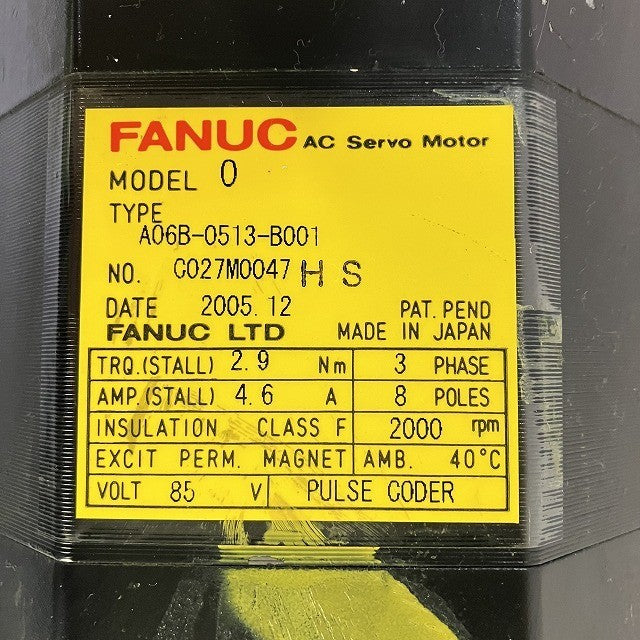 FANUC AC Servo Motor
MODEL 0
TYPE
A06B-0513-B001
NO. C027M0047 H S
DATE 2005.12 PAT. PEND
FANUC LTD MADE IN JAPAN
TRQ.(STALL) 2.9 Nm 3 PHASE
AMP.(STALL) 4.6 A 8 POLES
INSULATION CLASS F 2000 rpm
EXCIT PERM. MAGNET AMB. 40°C
VOLT 85 V PULSE CODER